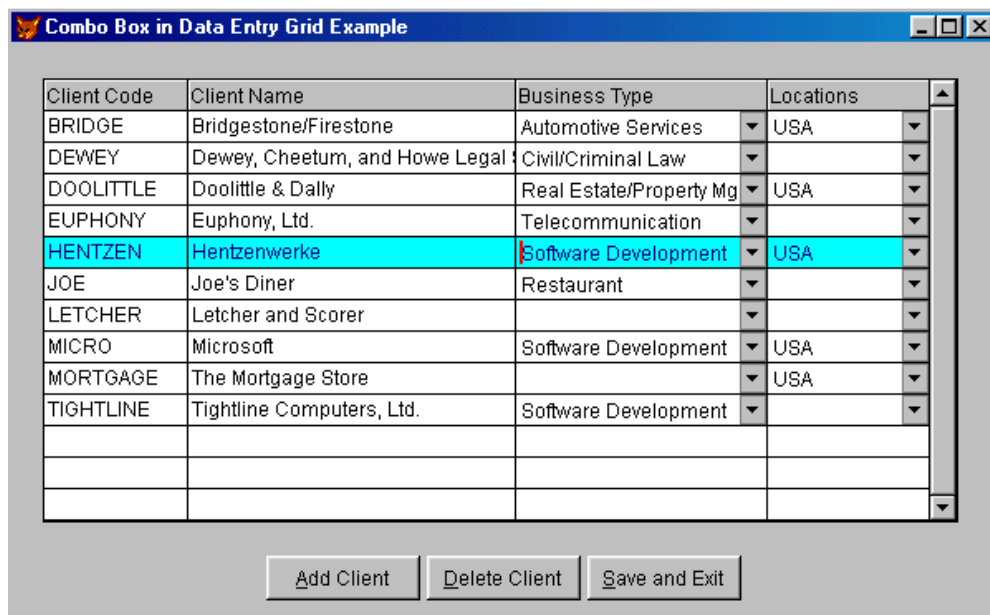 Combo Box in Data Entry Grid Example
Client Code Client Name Business Type Locations
BRIDGE Bridgestone/Firestone Automotive Services USA
DEWEY Dewey, Cheetum, and Howe Legal Civil/Criminal Law
DOOLITTLE Doolittle & Dally Real Estate/Property Mg USA
EUPHONY Euphony, Ltd. Telecommunication
HENTZEN Hentzenwerke Software Development USA
JOE Joe's Diner Restaurant
LETCHER Letcher and Scorer
MICRO Microsoft Software Development USA
MORTGAGE The Mortgage Store USA
TIGHTLINE Tightline Computers, Ltd. Software Development
Add Client Delete Client Save and Exit